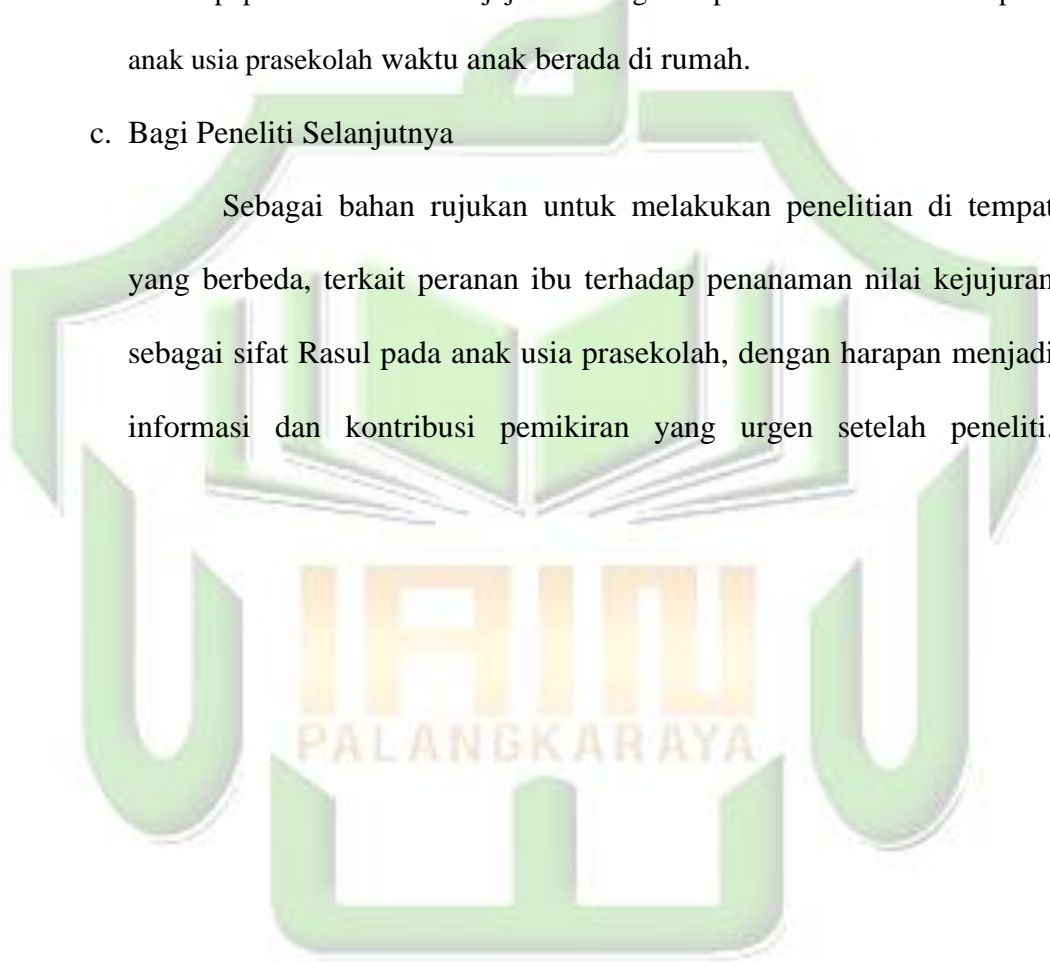 anak usia prasekolah waktu anak berada di rumah.
c. Bagi Peneliti Selanjutnya
Sebagai bahan rujukan untuk melakukan penelitian di tempat
yang berbeda, terkait peranan ibu terhadap penanaman nilai kejujuran
sebagai sifat Rasul pada anak usia prasekolah, dengan harapan menjadi
informasi dan kontribusi pemikiran yang urgen setelah peneliti.
IAIN
PALANGKARAYA